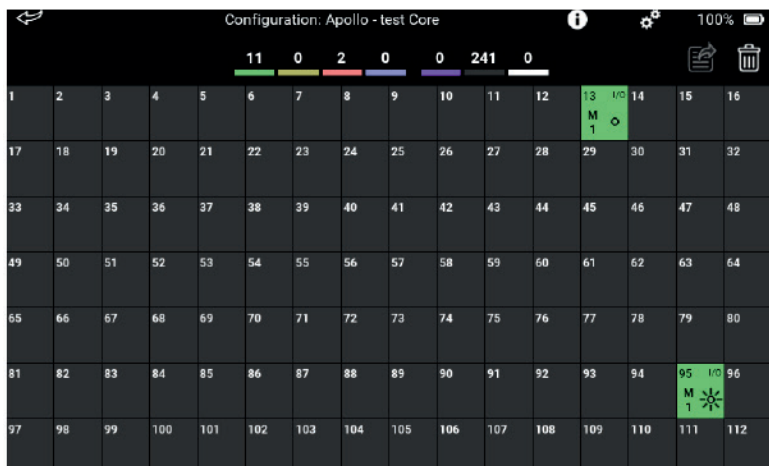 Configuration: Apollo - test Core 100%
11 0 2 0 0 241 0
1 2 3 4 5 6 7 8 9 10 11 12 13 I/O 14 15 16
M
1
17 18 19 20 21 22 23 24 25 26 27 28 29 30 31 32
33 34 35 36 37 38 39 40 41 42 43 44 45 46 47 48
49 50 51 52 53 54 55 56 57 58 59 60 61 62 63 64
65 66 67 68 69 70 71 72 73 74 75 76 77 78 79 80
81 82 83 84 85 86 87 88 89 90 91 92 93 94 95 I/O 96
M
1
97 98 99 100 101 102 103 104 105 106 107 108 109 110 111 112